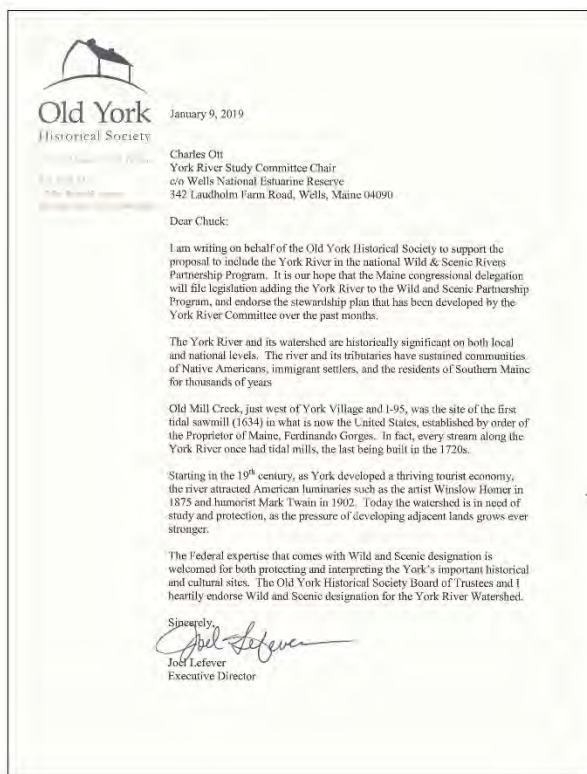 Old York
Historical Society
January 9, 2019
Charles Ott
York River Study Committee Chair
c/o Wells National Estuarine Reserve
342 Laudholm Farm Road, Wells, Maine 04090
Dear Chuck:
I am writing on behalf of the Old York Historical Society to support the
proposal to include the York River in the national Wild & Scenic Rivers
Partnership Program. It is our hope that the Maine congressional delegation
will file legislation adding the York River to the Wild and Scenic Partnership
Program, and endorse the stewardship plan that has been developed by the
York River Committee over the past months.
The York River and its watershed are historically significant on both local
and national levels. The river and its tributaries have sustained communities
of Native Americans, immigrant settlers, and the residents of Southern Maine
for thousands of years
Old Mill Creek, just west of York Village and I-95, was the site of the first
tidal sawmill (1634) in what is now the United States, established by order of
the Proprietor of Maine, Ferdinando Gorges. In fact, every stream along the
York River once had tidal mills, the last being built in the 1720s.
Starting in the 19th century, as York developed a thriving tourist economy,
the river attracted American luminaries such as the artist Winslow Homer in
1875 and humorist Mark Twain in 1902. Today the watershed is in need of
study and protection, as the pressure of developing adjacent lands grows ever
stronger.
The Federal expertise that comes with Wild and Scenic designation is
welcomed for both protecting and interpreting the York's important historical
and cultural sites. The Old York Historical Society Board of Trustees and I
heartily endorse Wild and Scenic designation for the York River Watershed.
Sincerely,
Joel Lefever
Joel Lefever
Executive Director